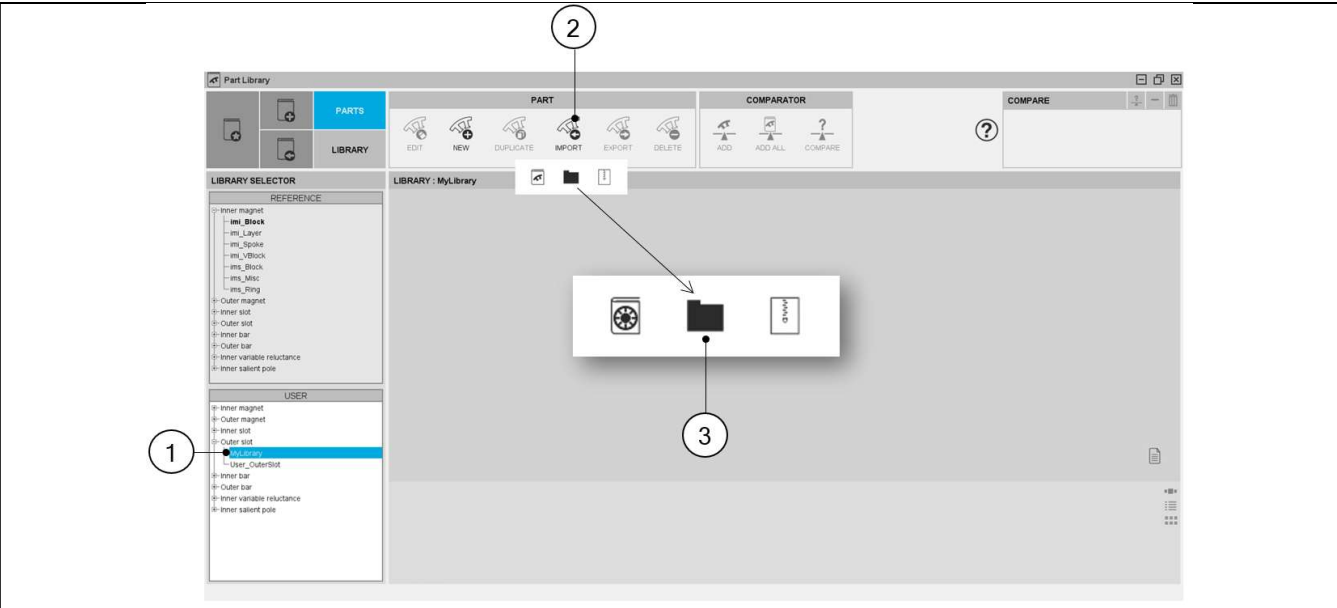 2
Part Library
PARTS
LIBRARY
PART
EDIT
NEW
DUPLICATE
IMPORT
EXPORT
DELETE
COMPARATOR
ADD
ADD ALL
?
COMPARE
?
COMPARE
LIBRARY SELECTOR
LIBRARY : MyLibrary
REFERENCE
Inner magnet
imi_Block
imi_Layer
imi_Spoke
imi_VBlock
ims_Block
ims_Misc
ims_Ring
Outer magnet
Inner slot
Outer slot
Inner bar
Outer bar
Inner variable reluctance
Inner salient pole
3
USER
Inner magnet
Outer magnet
Inner slot
Outer slot
1
MyLibrary
User_OuterSlot
Inner bar
Outer bar
Inner variable reluctance
Inner salient pole